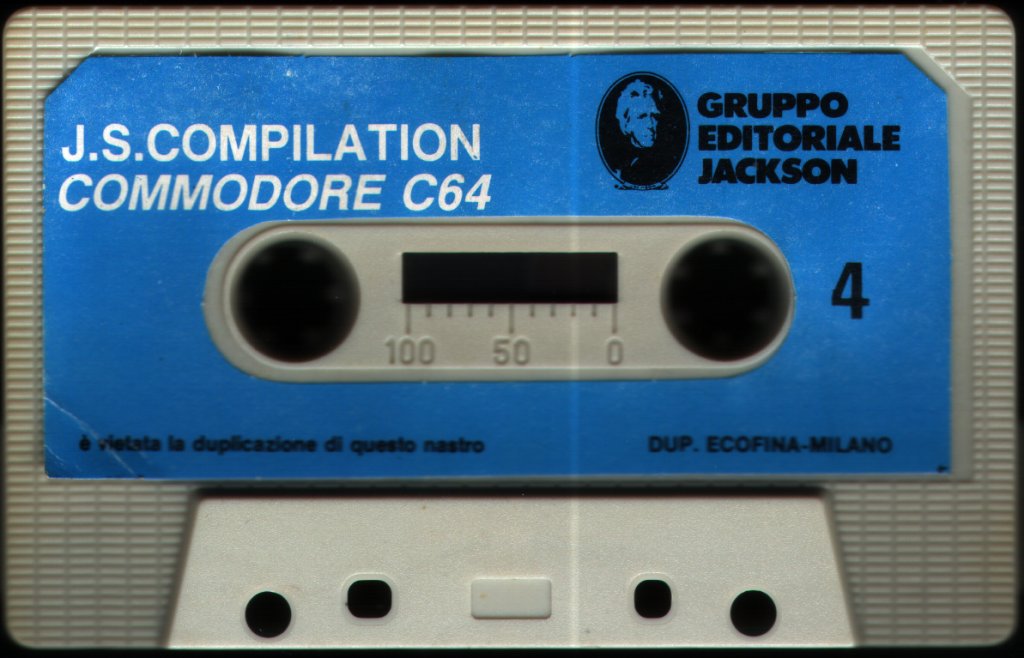 J.S.COMPILATION
COMMODORE C64
GRUPPO
EDITORIALE
JACKSON
4
100 50 0
è vietata la duplicazione di questo nastro
DUP. ECOFINA-MILANO